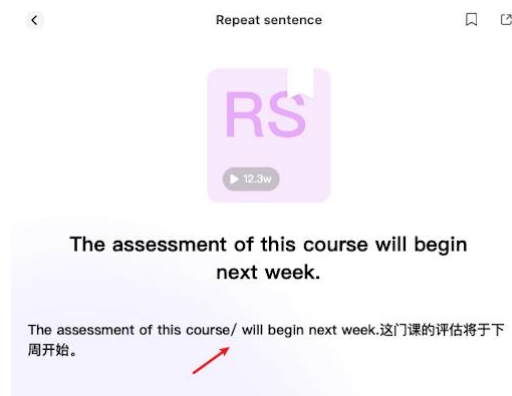 Repeat sentence
RS
12.3w
The assessment of this course will begin
next week.
The assessment of this course/ will begin next week.这门课的评估将于下
周开始。